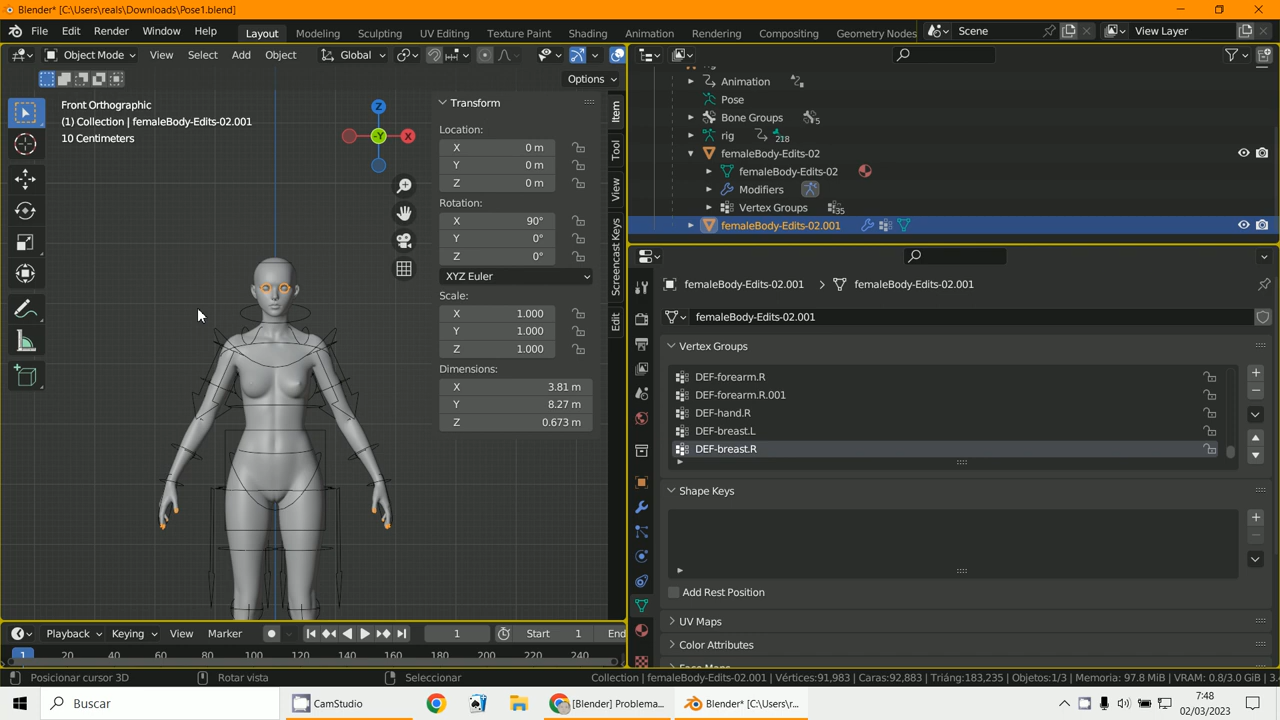 Blender* [C:\Users\reals\Downloads\Pose1.blend]
File Edit Render Window Help Layout Modeling Sculpting UV Editing Texture Paint Shading Animation Rendering Compositing Geometry Nodes Scene View Layer
Object Mode View Select Add Object Global
Options
Front Orthographic
(1) Collection | femaleBody-Edits-02.001
10 Centimeters
Z
-Y
X
Transform
Location:
X 0 m
Y 0 m
Z 0 m
Rotation:
X 90°
Y 0°
Z 0°
XYZ Euler
Scale:
X 1.000
Y 1.000
Z 1.000
Dimensions:
X 3.81 m
Y 8.27 m
Z 0.673 m
Item
Tool
View
Screencast Keys
Edit
Animation 2
Pose
Bone Groups 5
rig 218
femaleBody-Edits-02
femaleBody-Edits-02
Modifiers
Vertex Groups 35
femaleBody-Edits-02.001
femaleBody-Edits-02.001 femaleBody-Edits-02.001
femaleBody-Edits-02.001
Vertex Groups
DEF-forearm.R
DEF-forearm.R.001
DEF-hand.R
DEF-breast.L
DEF-breast.R
Shape Keys
Add Rest Position
UV Maps
Color Attributes
Face Maps
Playback Keying View Marker 1 Start 1 End
1 20 40 60 80 100 120 140 160 180 200 220 240
Posicionar cursor 3D Rotar vista Seleccionar Collection | femaleBody-Edits-02.001 | Vértices:91,983 | Caras:92,883 | Triáng:183,235 | Objetos:1/3 | Memoria: 97.8 MiB | VRAM: 0.8/3.0 GiB | 3.4
Buscar CamStudio [Blender] Problema... Blender* [C:\Users\r...
7:48
02/03/2023